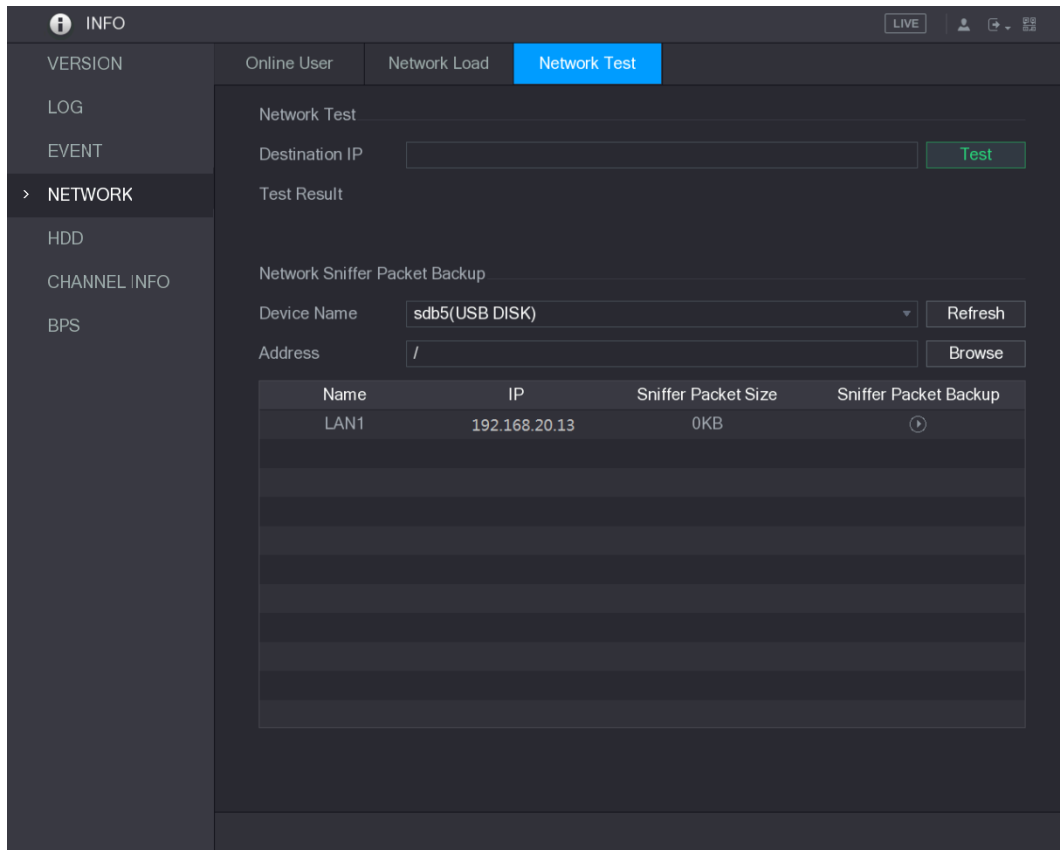 INFO LIVE
VERSION
LOG
EVENT
NETWORK
HDD
CHANNEL INFO
BPS
Online User Network Load Network Test
Network Test
Destination IP Test
Test Result
Network Sniffer Packet Backup
Device Name sdb5(USB DISK) Refresh
Address / Browse
Name IP Sniffer Packet Size Sniffer Packet Backup
LAN1 192.168.20.13 0KB